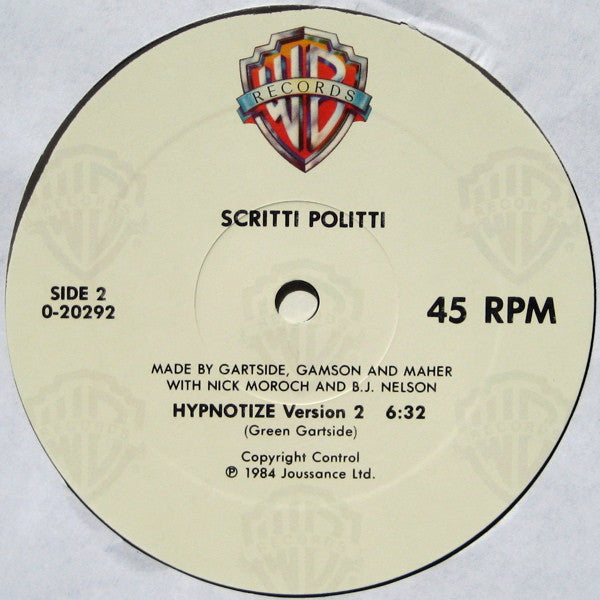 WB
RECORDS
SCRITTI POLITTI
SIDE 2
0-20292
45 RPM
MADE BY GARTSIDE, GAMSON AND MAHER
WITH NICK MOROCH AND B.J. NELSON
HYPNOTIZE Version 2 6:32
(Green Gartside)
Copyright Control
℗ 1984 Joussance Ltd.